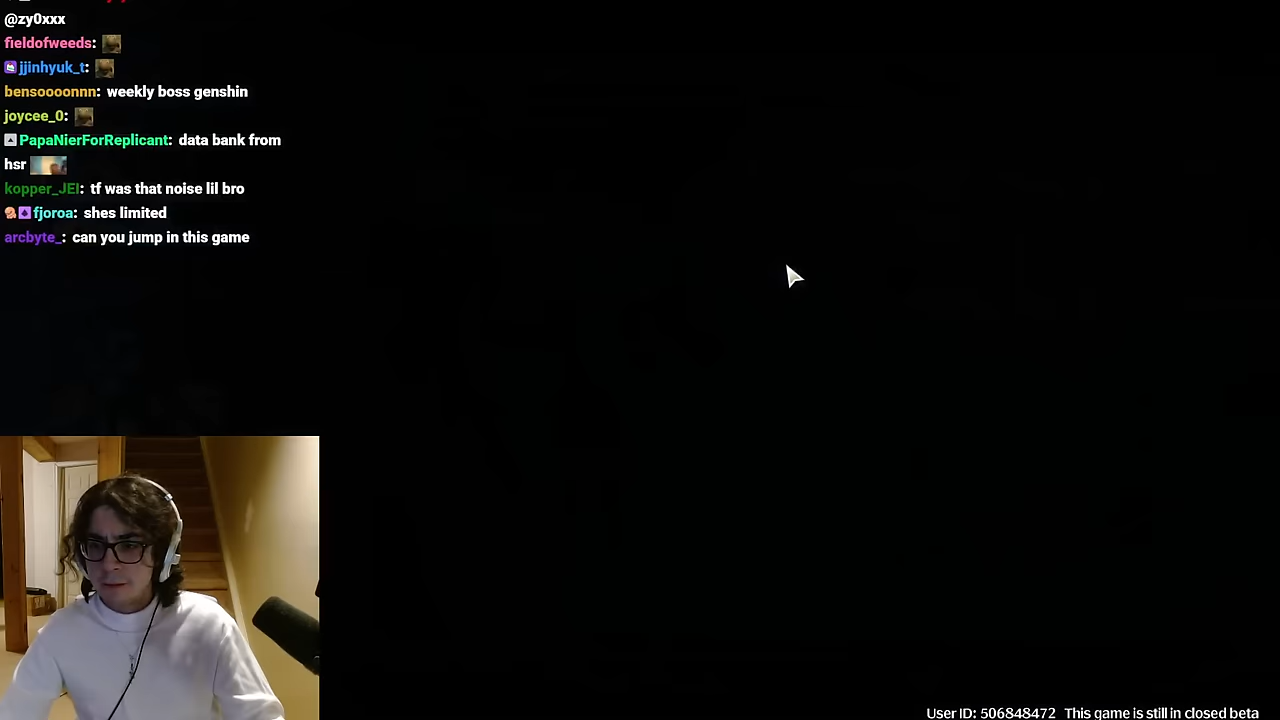 @zy0xxx
fieldofweeds:
jjinhyuk_t:
bensoooonnn: weekly boss genshin
joycee_0:
PapaNierForReplicant: data bank from
hsr
kopper_JEI: tf was that noise lil bro
fjoroa: shes limited
arcbyte_: can you jump in this game
User ID: 506848472 This game is still in closed beta